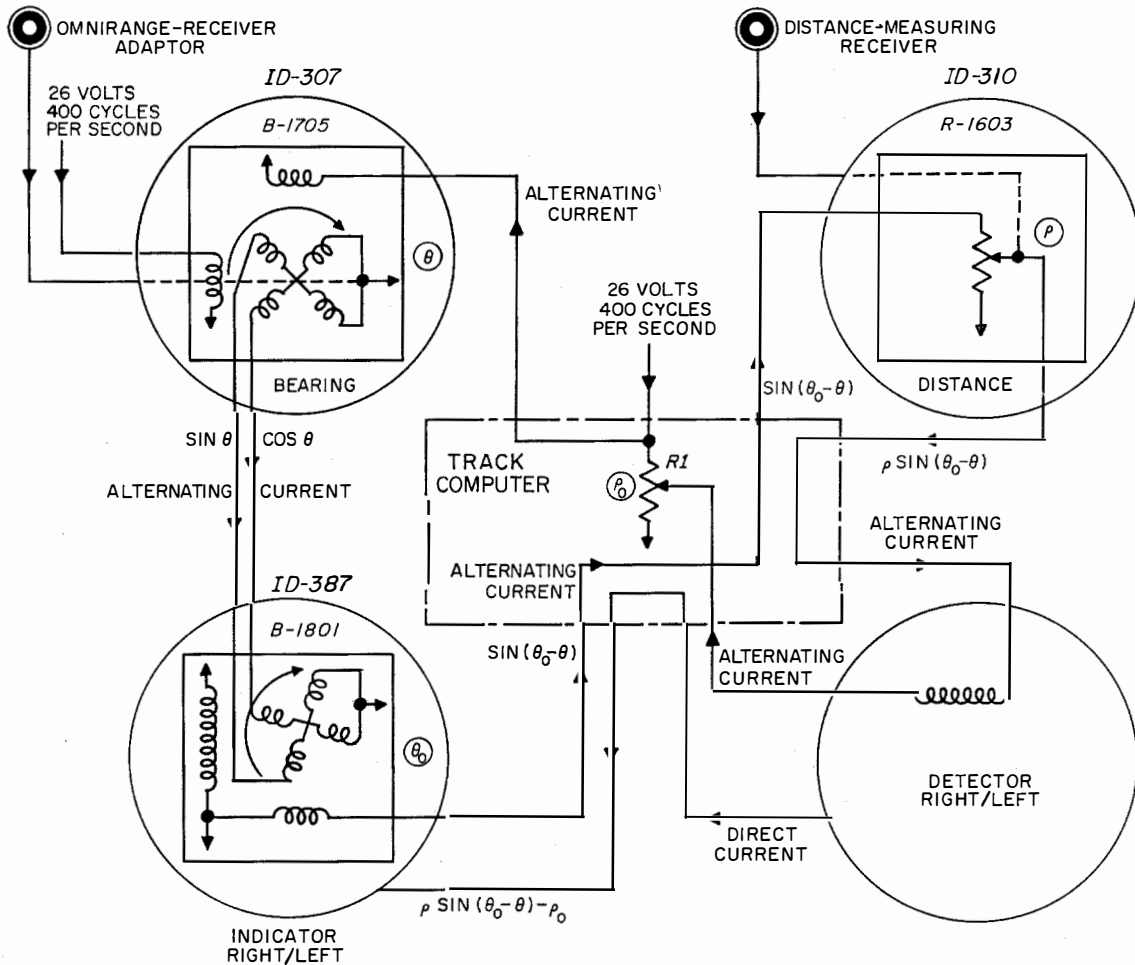 OMNIRANGE-RECEIVER
ADAPTOR
DISTANCE-MEASURING
RECEIVER
ID-307
ID-310
26 VOLTS
400 CYCLES
PER SECOND
B-1705
R-1603
ALTERNATING
CURRENT
θ
ρ
26 VOLTS
400 CYCLES
PER SECOND
BEARING
DISTANCE
SIN (θ₀-θ)
SIN θ
COS θ
TRACK
COMPUTER
R1
ρ₀
ρ SIN (θ₀-θ)
ALTERNATING
CURRENT
ALTERNATING
CURRENT
ALTERNATING
CURRENT
ID-387
B-1801
SIN (θ₀-θ)
ALTERNATING
CURRENT
θ₀
DETECTOR
RIGHT/LEFT
DIRECT
CURRENT
ρ SIN (θ₀-θ)-ρ₀
INDICATOR
RIGHT/LEFT